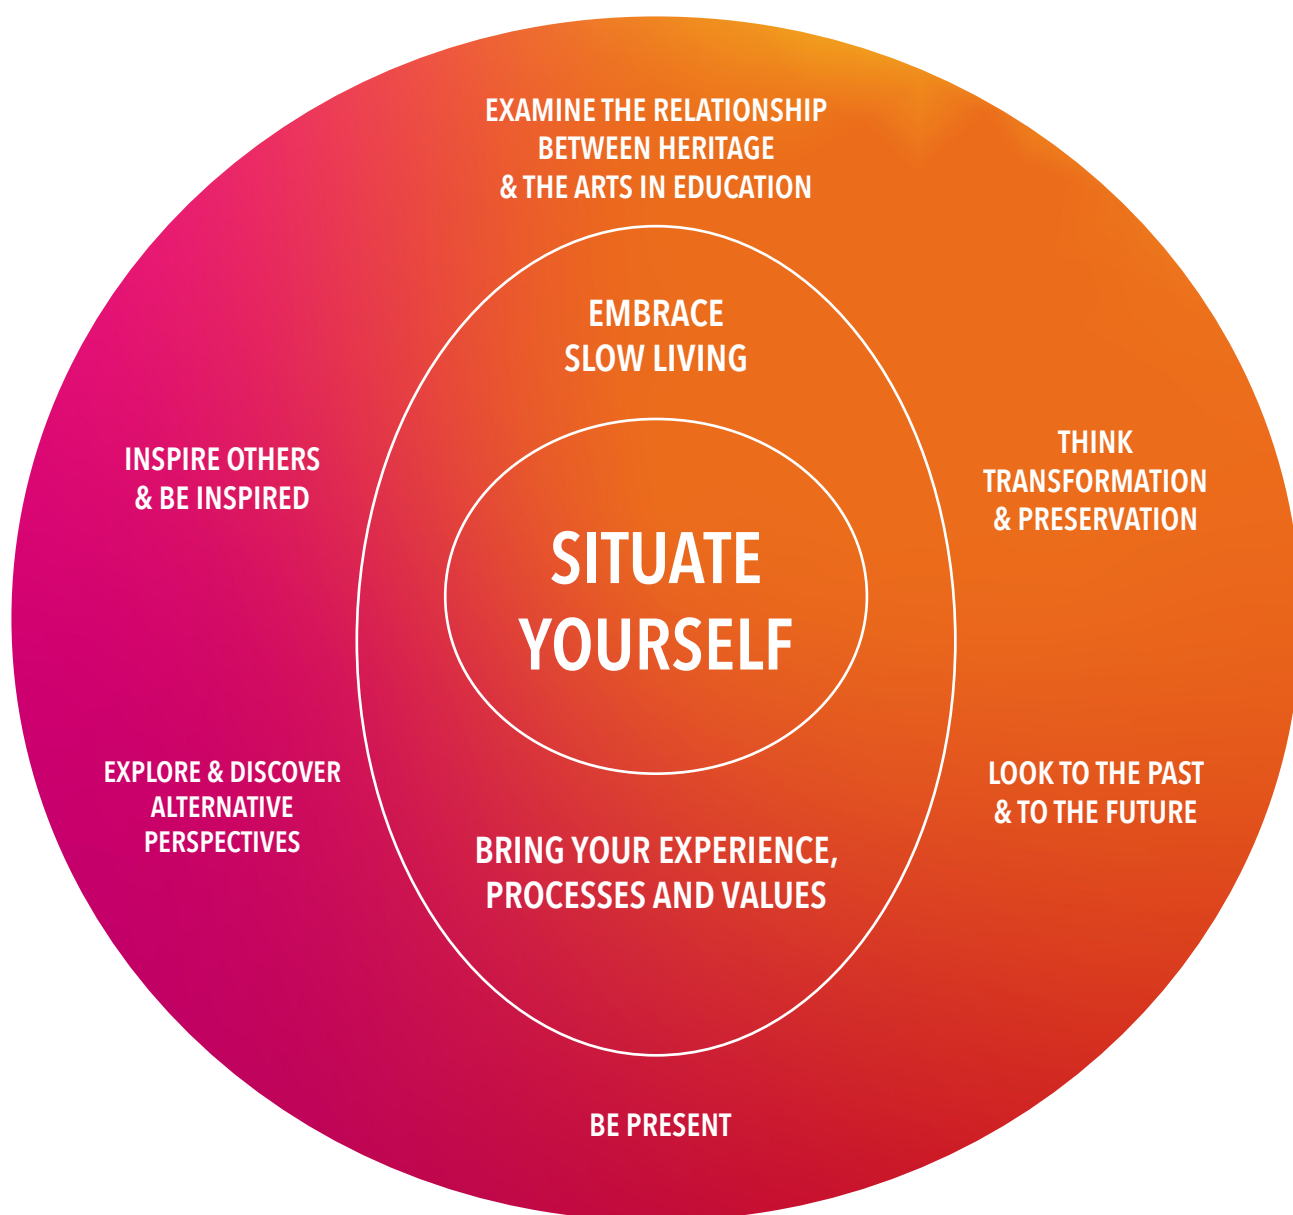 EXAMINE THE RELATIONSHIP
BETWEEN HERITAGE
& THE ARTS IN EDUCATION
EMBRACE
SLOW LIVING
INSPIRE OTHERS
& BE INSPIRED
THINK
TRANSFORMATION
& PRESERVATION
SITUATE
YOURSELF
EXPLORE & DISCOVER
ALTERNATIVE
PERSPECTIVES
LOOK TO THE PAST
& TO THE FUTURE
BRING YOUR EXPERIENCE,
PROCESSES AND VALUES
BE PRESENT